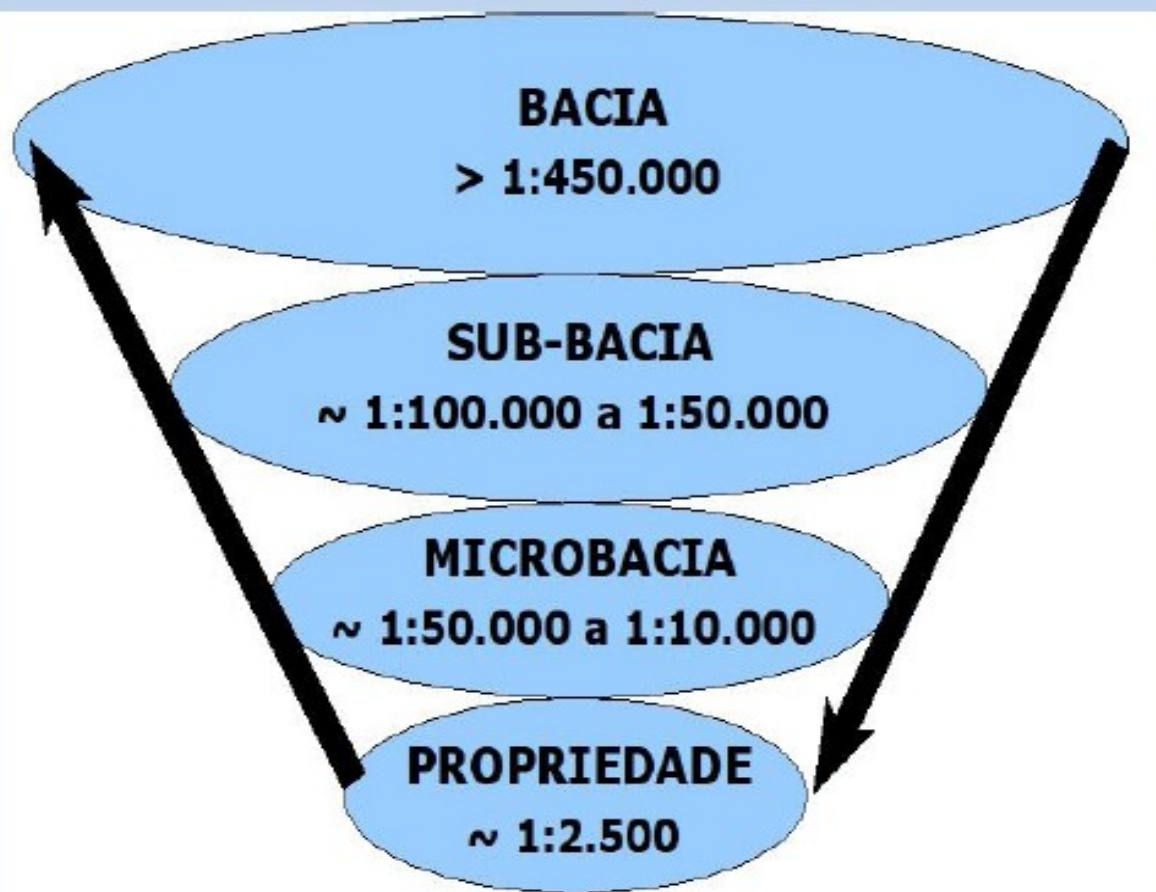 BACIA
> 1:450.000
SUB-BACIA
~ 1:100.000 a 1:50.000
MICROBACIA
~ 1:50.000 a 1:10.000
PROPRIEDADE
~ 1:2.500